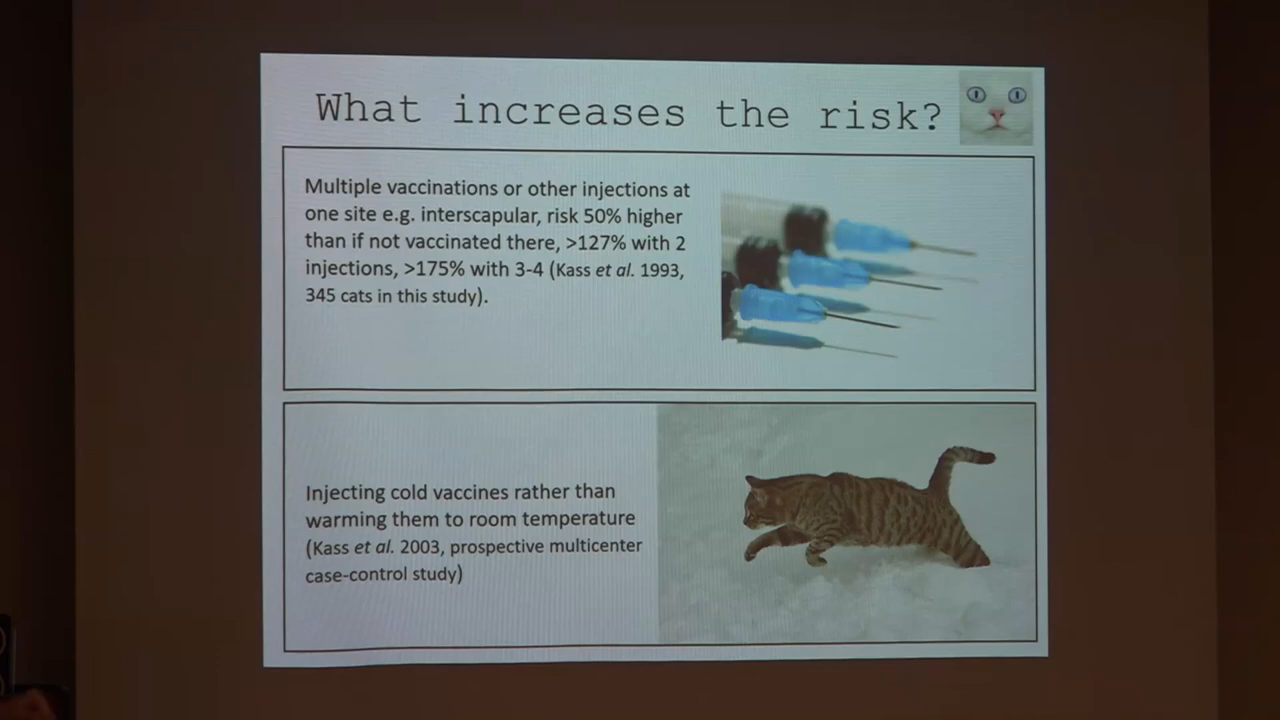 What increases the risk?
Multiple vaccinations or other injections at
one site e.g. interscapular, risk 50% higher
than if not vaccinated there, >127% with 2
injections, >175% with 3-4 (Kass et al. 1993,
345 cats in this study).
Injecting cold vaccines rather than
warming them to room temperature
(Kass et al. 2003, prospective multicenter
case-control study)